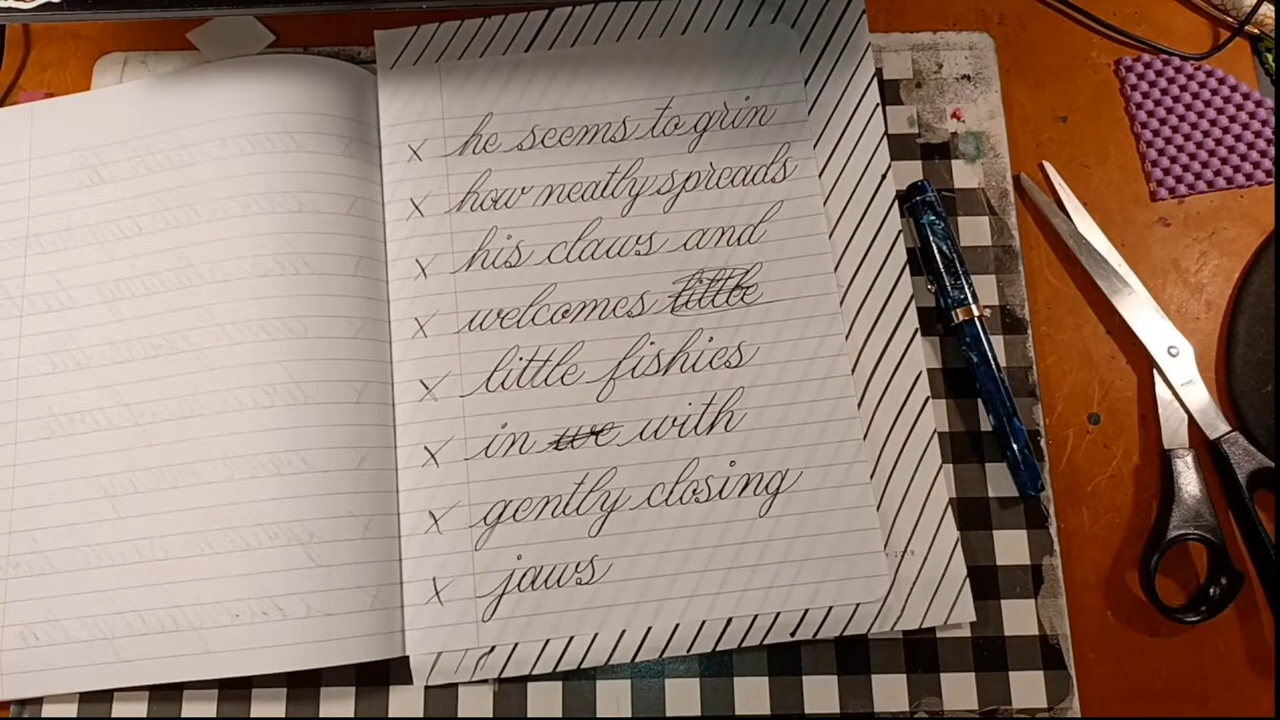 x he seems to grin
x how neatly spreads
x his claws and
x welcomes little
x little fishies
x in we with
x gently closing
x jaws
2019